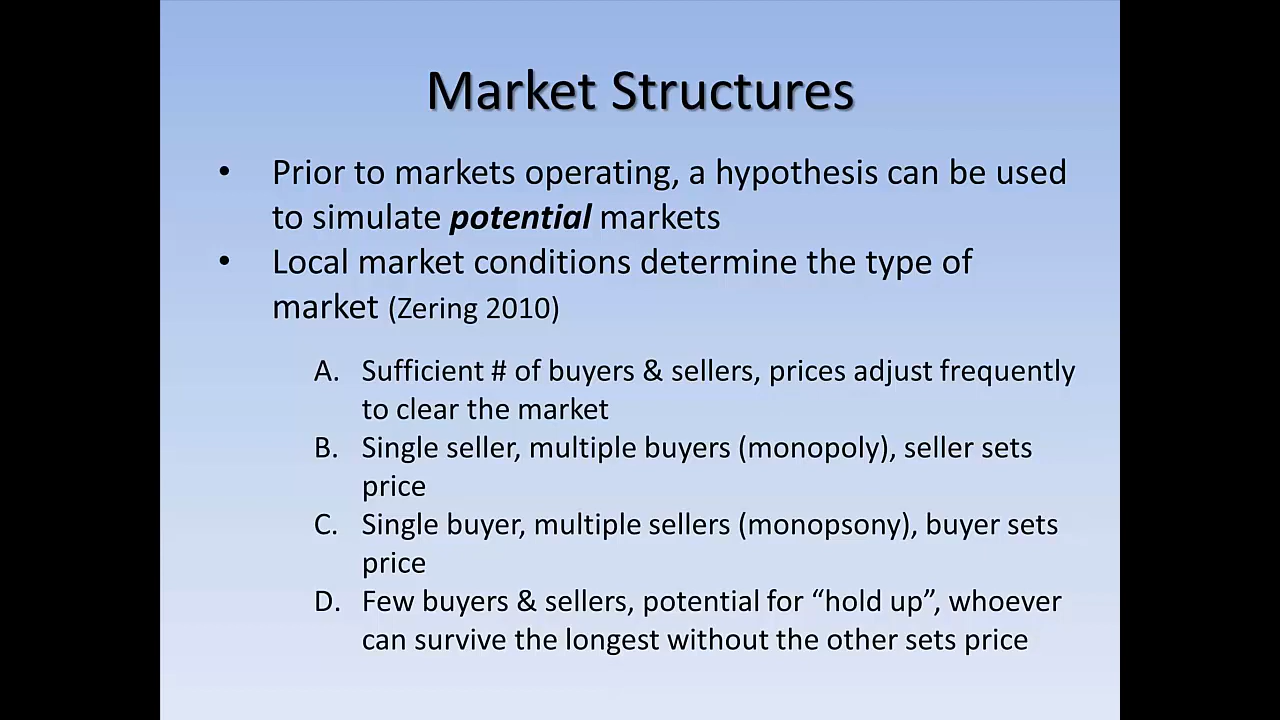 Market Structures
• Prior to markets operating, a hypothesis can be used
to simulate potential markets
• Local market conditions determine the type of
market (Zering 2010)
A. Sufficient # of buyers & sellers, prices adjust frequently
to clear the market
B. Single seller, multiple buyers (monopoly), seller sets
price
C. Single buyer, multiple sellers (monopsony), buyer sets
price
D. Few buyers & sellers, potential for “hold up”, whoever
can survive the longest without the other sets price